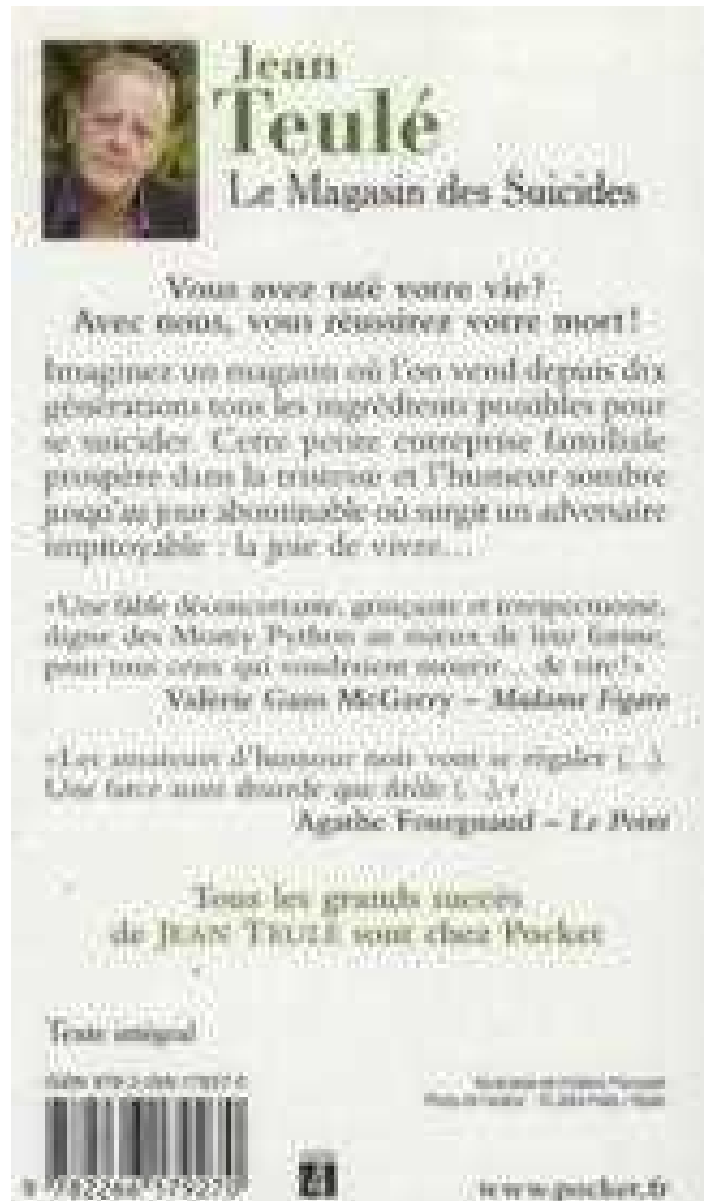 Jean
Teulé
Le Magasin des Suicides
Vous avez raté votre vie?
Avec nous, vous réussirez votre mort!
Imaginez un magasin où l'on vend depuis dix
générations tous les ingrédients possibles pour
se suicider. Cette petite entreprise familiale
prospère dans la tristesse et l'humeur sombre
jusqu'au jour abominable où surgit un adversaire
impitoyable : la joie de vivre…
«Une fable déconcertante, grinçante et irrespectueuse,
digne des Monty Python au mieux de leur forme,
pour tous ceux qui voudraient mourir… de rire!»
Valérie Gans McGarry – Madame Figaro
«Les amateurs d'humour noir vont se régaler (…).
Une farce aussi absurde que drôle (…).»
Agathe Fourgnaud – Le Point
Tous les grands succès
de JEAN TEULÉ sont chez Pocket
Texte intégral
ISBN
9 782266 179270
www.pocket.fr